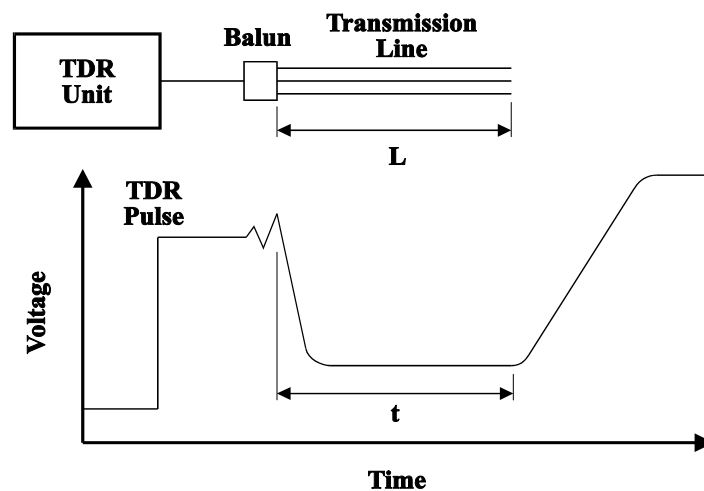 Balun
Transmission
Line
TDR
Unit
L
TDR
Pulse
Voltage
t
Time